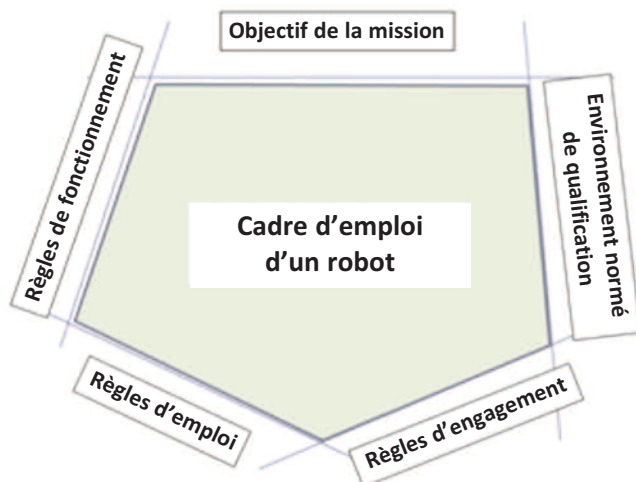 Objectif de la mission
Règles de fonctionnement
Environnement normé
de qualification
Cadre d’emploi
d’un robot
Règles d’emploi
Règles d’engagement